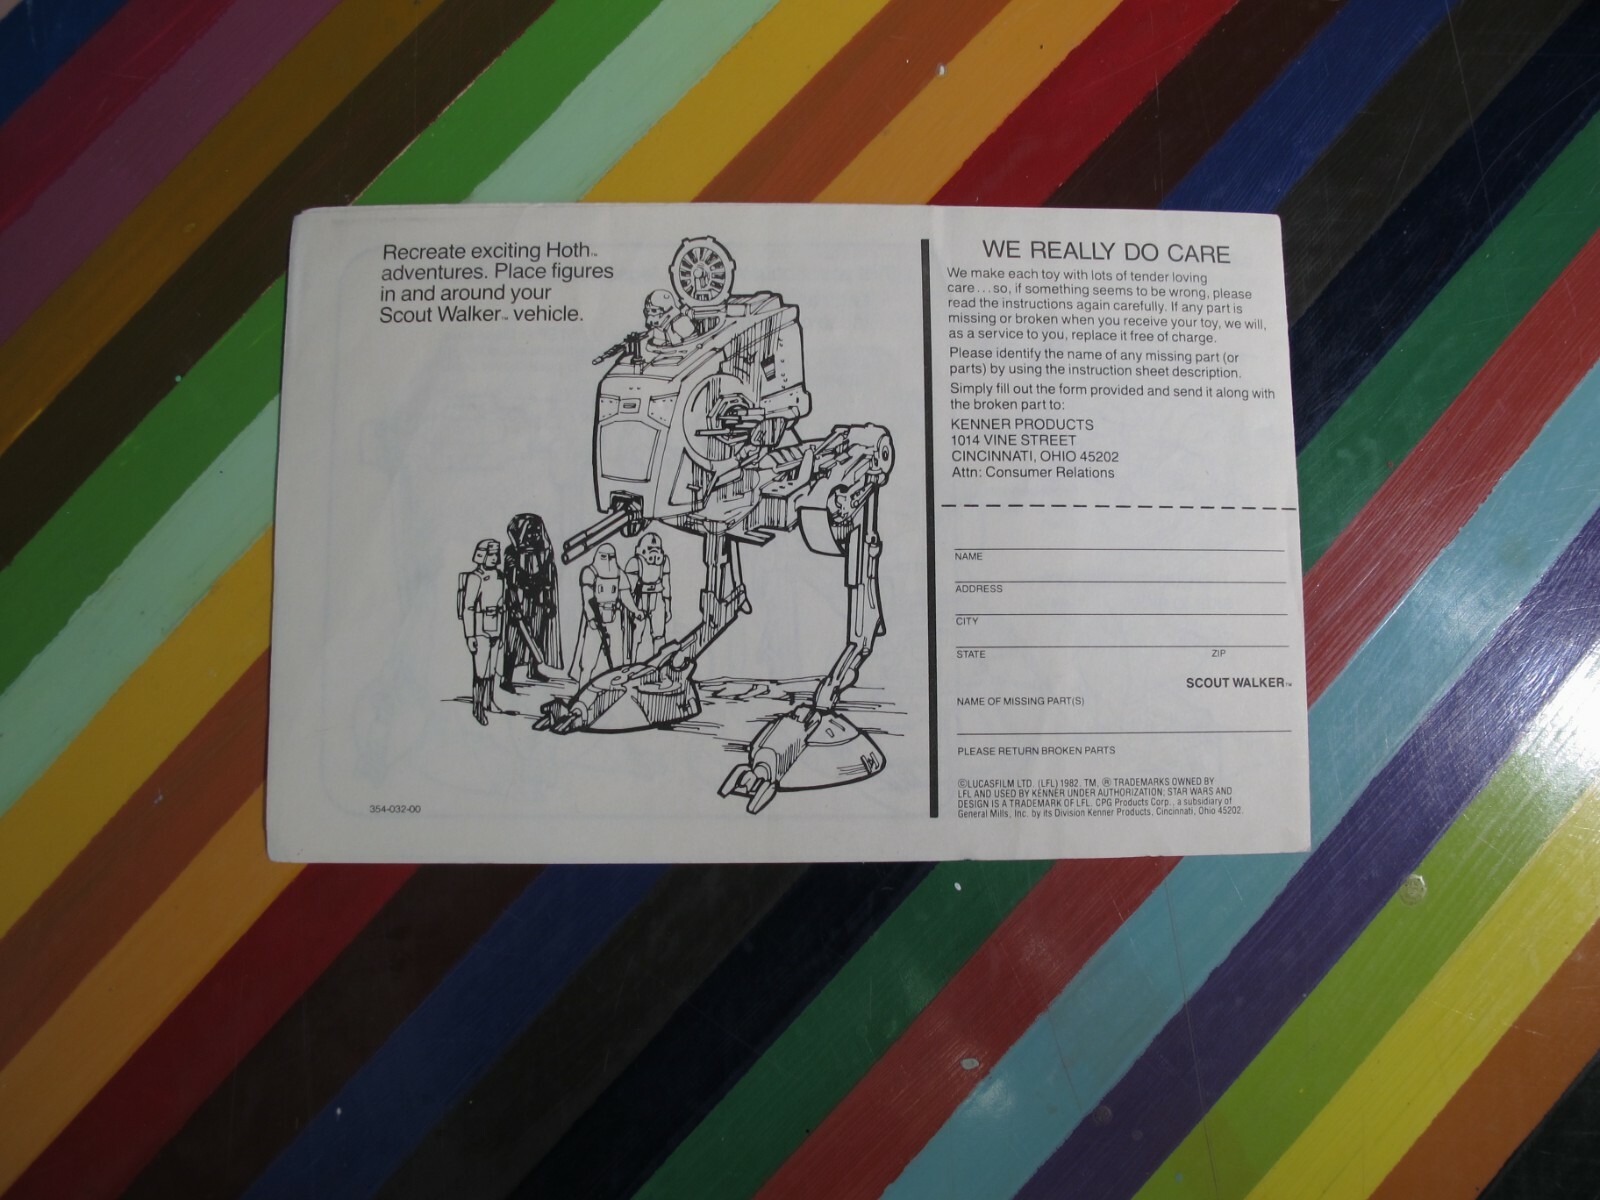 Recreate exciting Hoth™
adventures. Place figures
in and around your
Scout Walker™ vehicle.
354-032-00
WE REALLY DO CARE
We make each toy with lots of tender loving
care...so, if something seems to be wrong, please
read the instructions again carefully. If any part is
missing or broken when you receive your toy, we will,
as a service to you, replace it free of charge.
Please identify the name of any missing part (or
parts) by using the instruction sheet description.
Simply fill out the form provided and send it along with
the broken part to:
KENNER PRODUCTS
1014 VINE STREET
CINCINNATI, OHIO 45202
Attn: Consumer Relations
NAME
ADDRESS
CITY
STATE ZIP
SCOUT WALKER™
NAME OF MISSING PART(S)
PLEASE RETURN BROKEN PARTS
©LUCASFILM LTD. (LFL) 1982. TM, ® TRADEMARKS OWNED BY
LFL AND USED BY KENNER UNDER AUTHORIZATION; STAR WARS AND
DESIGN IS A TRADEMARK OF LFL. CPG Products Corp., a subsidiary of
General Mills, Inc. by its Division Kenner Products, Cincinnati, Ohio 45202.